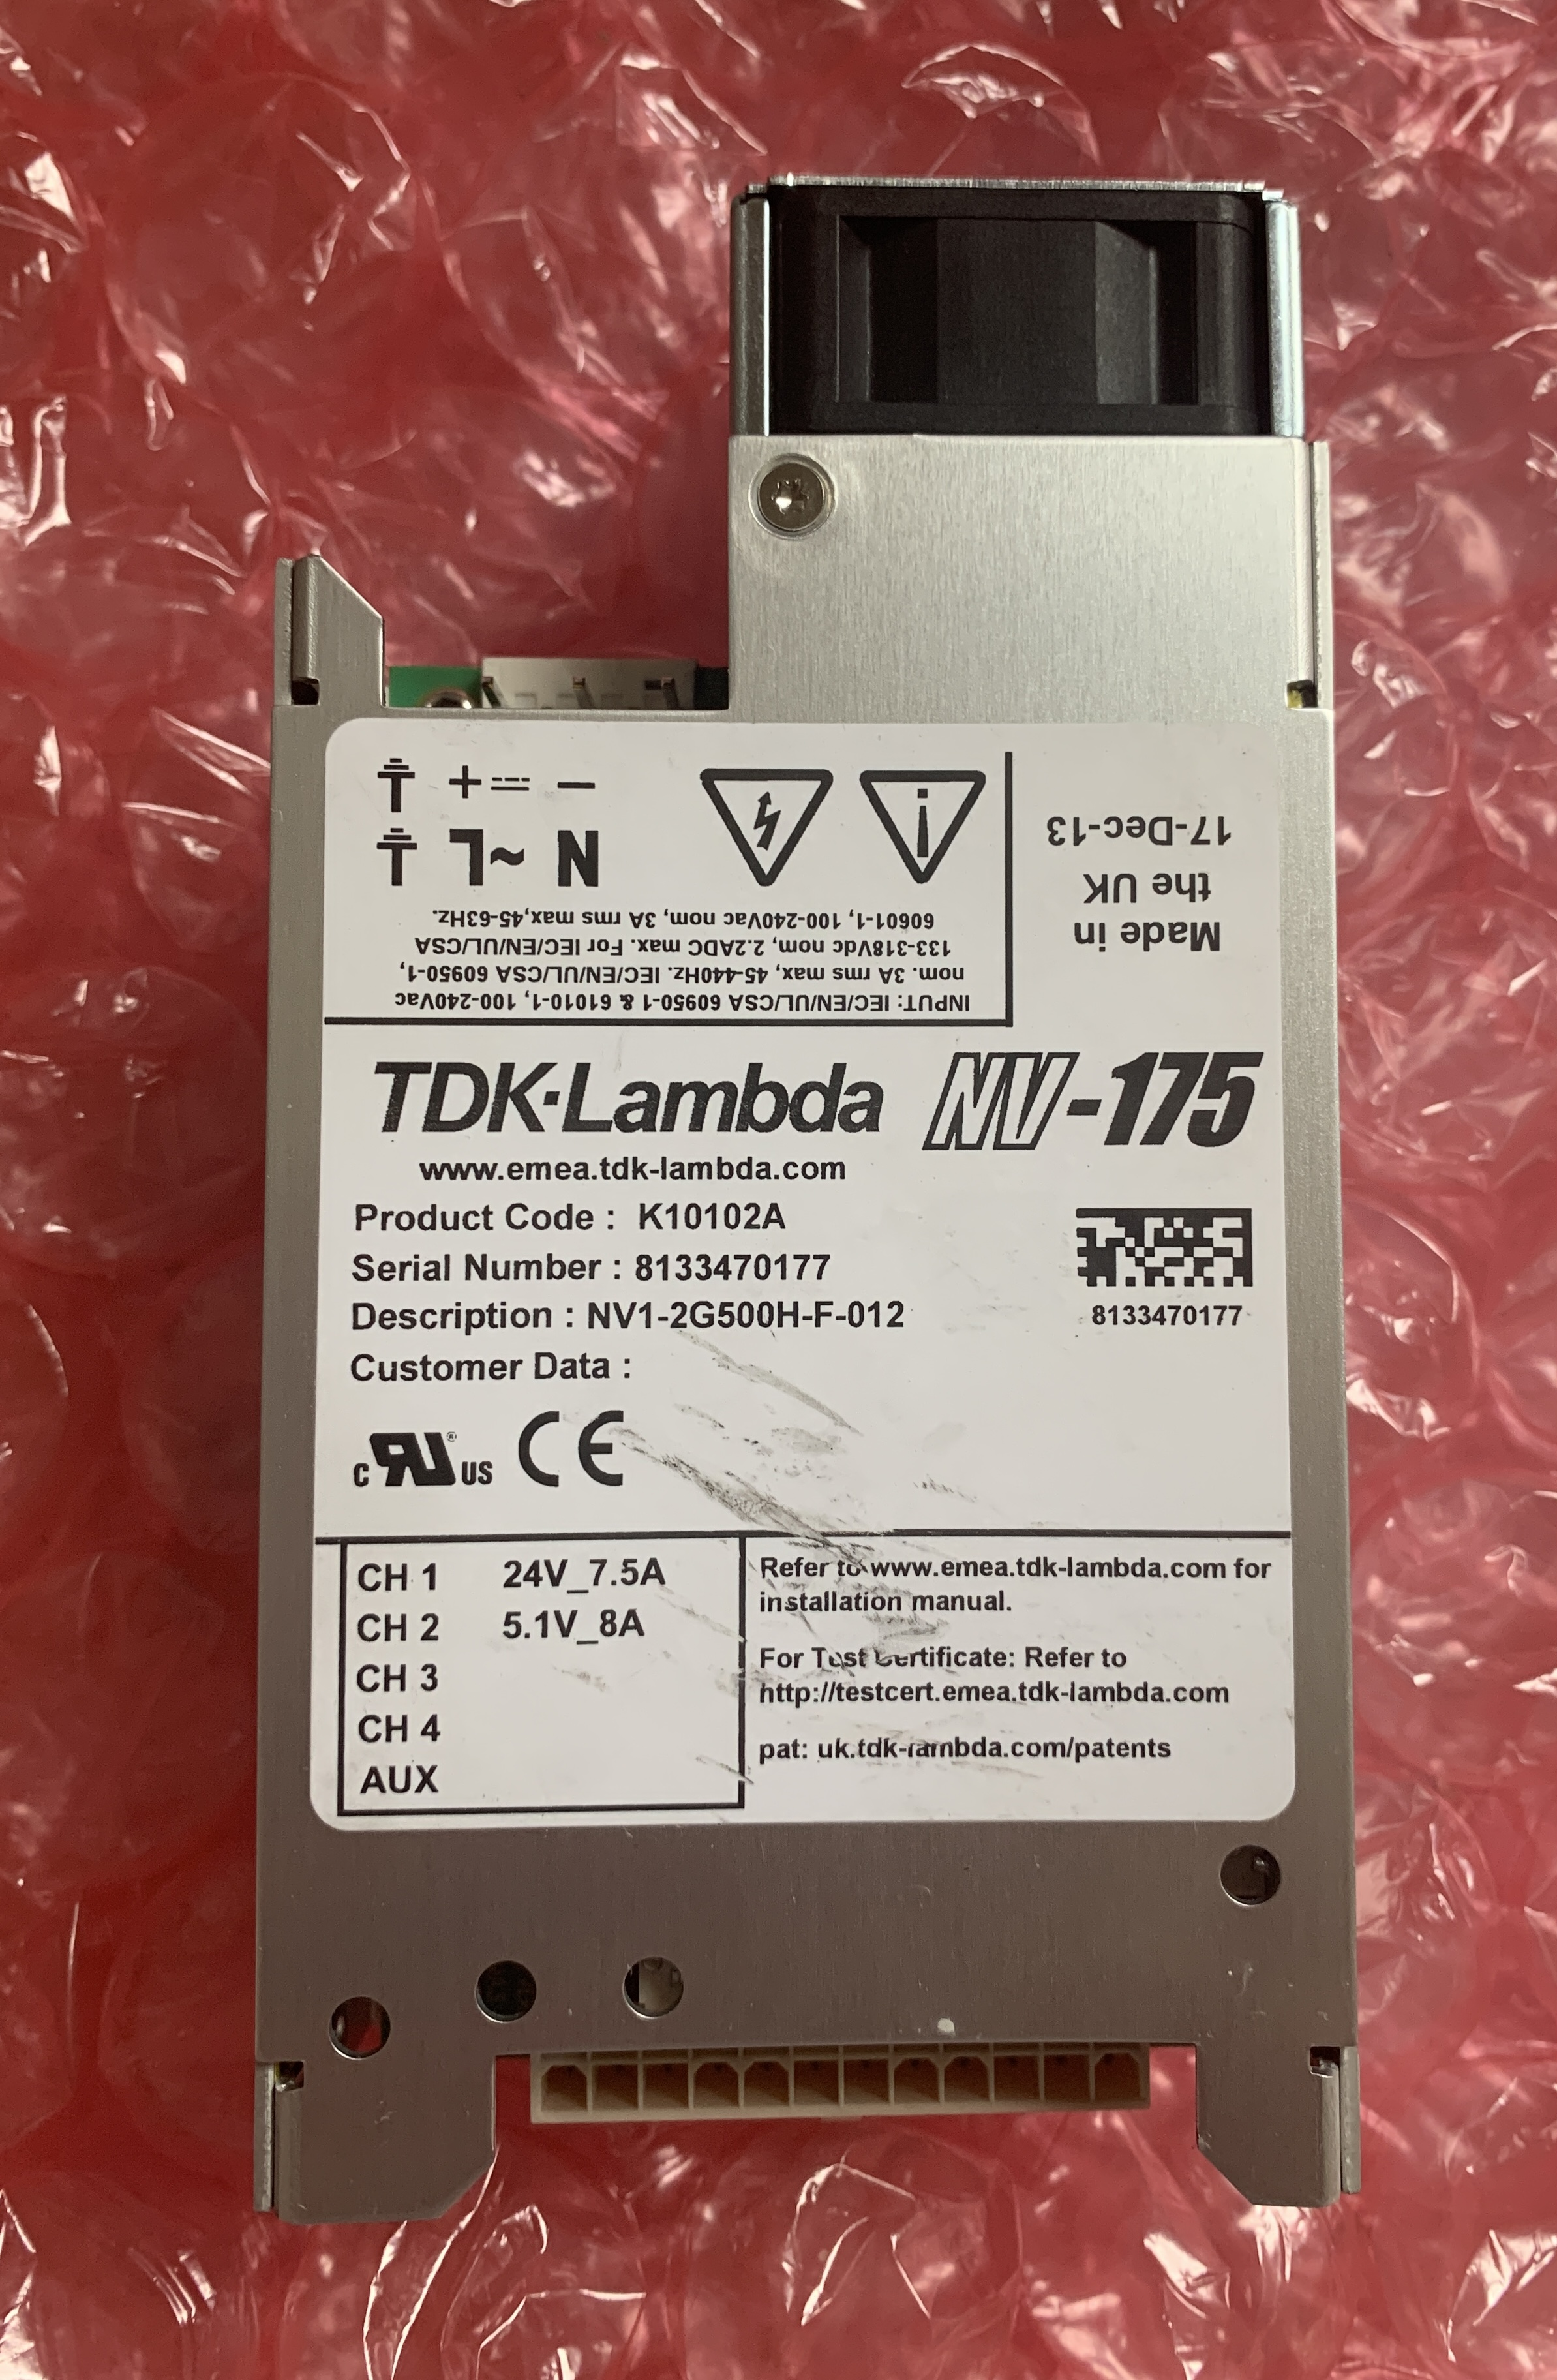 + −
N ~L
17-Dec-13
the UK
Made in
INPUT: IEC/EN/UL/CSA 60950-1 & 61010-1, 100-240Vac
nom. 3A rms max, 45-440Hz. IEC/EN/UL/CSA 60950-1,
133-318Vdc nom, 2.2ADC max. For IEC/EN/UL/CSA
60601-1, 100-240Vac nom, 3A rms max,45-63Hz.
TDK·Lambda NV-175
www.emea.tdk-lambda.com
Product Code : K10102A
Serial Number : 8133470177
Description : NV1-2G500H-F-012
8133470177
Customer Data :
c RU ® US CE
CH 1 24V_7.5A
CH 2 5.1V_8A
CH 3
CH 4
AUX
Refer to www.emea.tdk-lambda.com for
installation manual.
For Test Certificate: Refer to
http://testcert.emea.tdk-lambda.com
pat: uk.tdk-lambda.com/patents